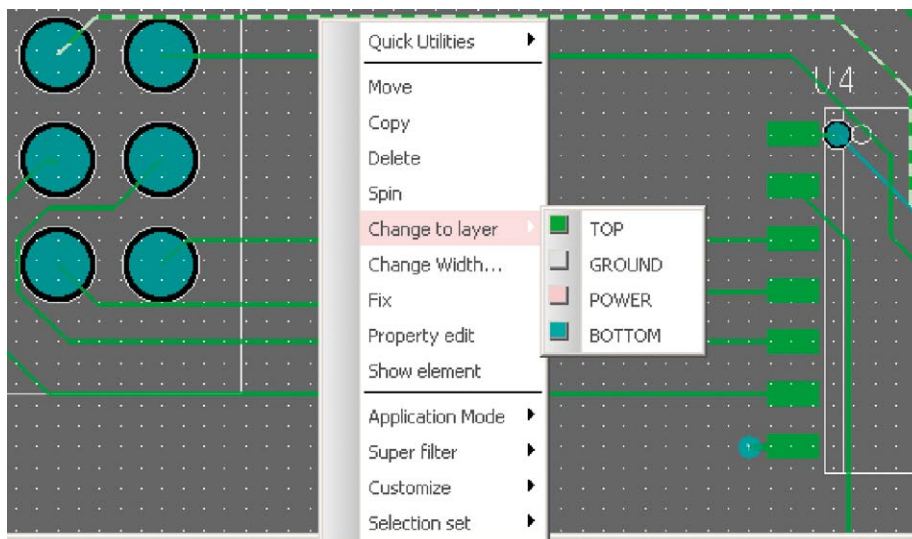 Quick Utilities
U4
Move
Copy
Delete
Spin
Change to layer
TOP
Change Width...
GROUND
Fix
POWER
Property edit
BOTTOM
Show element
Application Mode
Super filter
Customize
Selection set